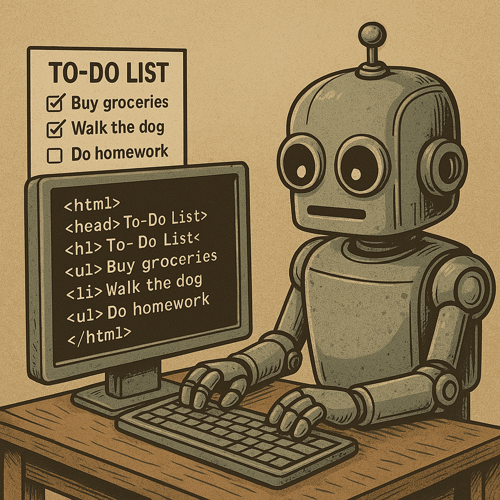 TO-DO LIST
Buy groceries
Walk the dog
Do homework
<html>
<head>To-Do List>
<h1>To-Do List<
<ul>Buy groceries
<li>Walk the dog
<ul>Do homework
</html>